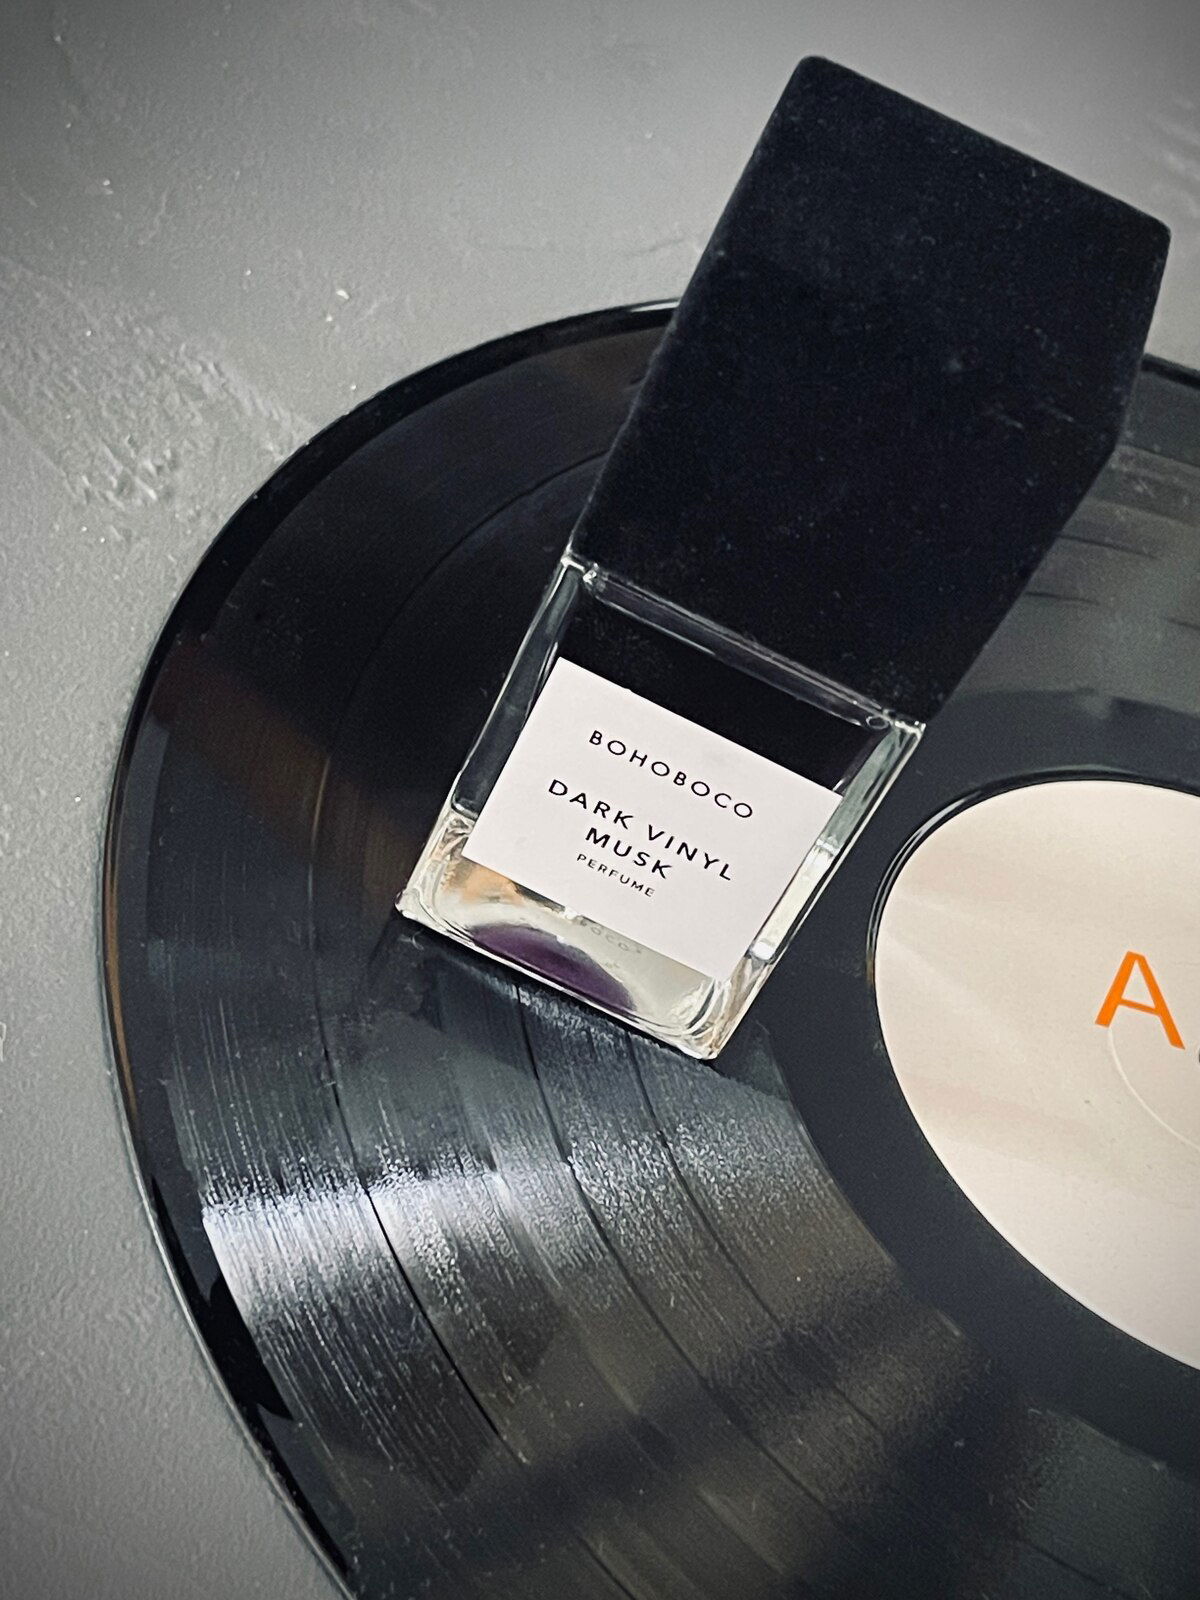 BOHOBOCO
DARK VINYL
MUSK
PERFUME
A